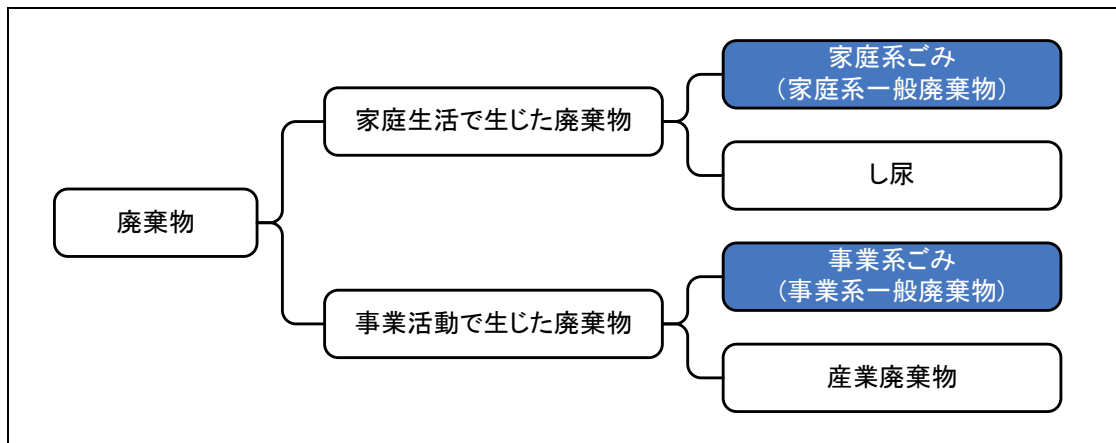 廃棄物
家庭生活で生じた廃棄物
家庭系ごみ
（家庭系一般廃棄物）
し尿
事業活動で生じた廃棄物
事業系ごみ
（事業系一般廃棄物）
産業廃棄物